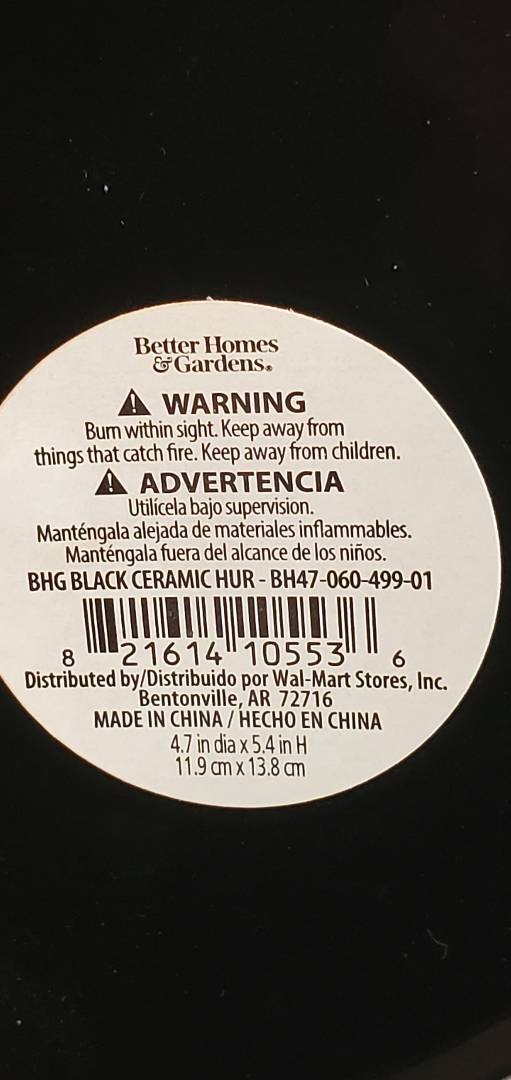 Better Homes
& Gardens®
⚠ WARNING
Burn within sight. Keep away from
things that catch fire. Keep away from children.
⚠ ADVERTENCIA
Utilícela bajo supervision.
Manténgala alejada de materiales inflammables.
Manténgala fuera del alcance de los niños.
BHG BLACK CERAMIC HUR - BH47-060-499-01
8 21614 10553 6
Distributed by/Distribuido por Wal-Mart Stores, Inc.
Bentonville, AR 72716
MADE IN CHINA / HECHO EN CHINA
4.7 in dia x 5.4 in H
11.9 cm x 13.8 cm